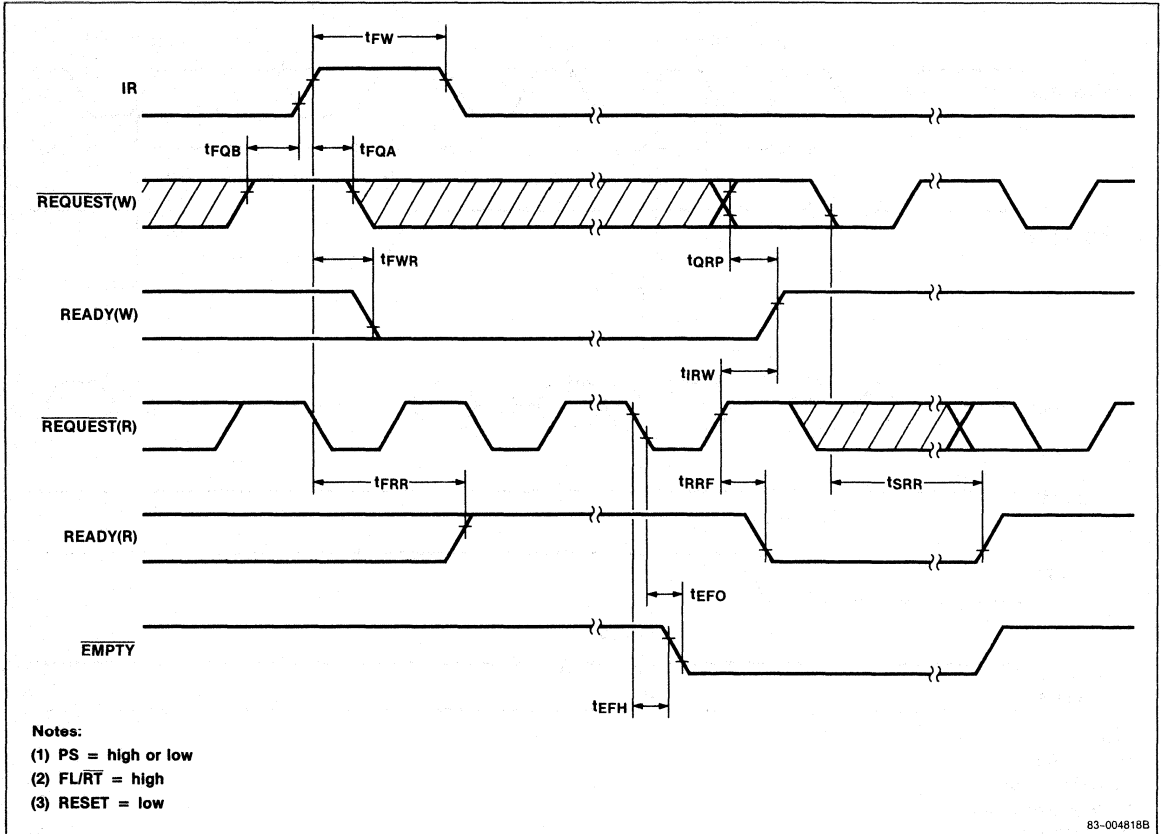 tFW
IR
tFQB
tFQA
REQUEST(W)
tFWR
tQRP
READY(W)
tIRW
REQUEST(R)
tFRR
tRRF
tSRR
READY(R)
tEFO
EMPTY
tEFH
Notes:
(1) PS = high or low
(2) FL/RT = high
(3) RESET = low
83-004818B